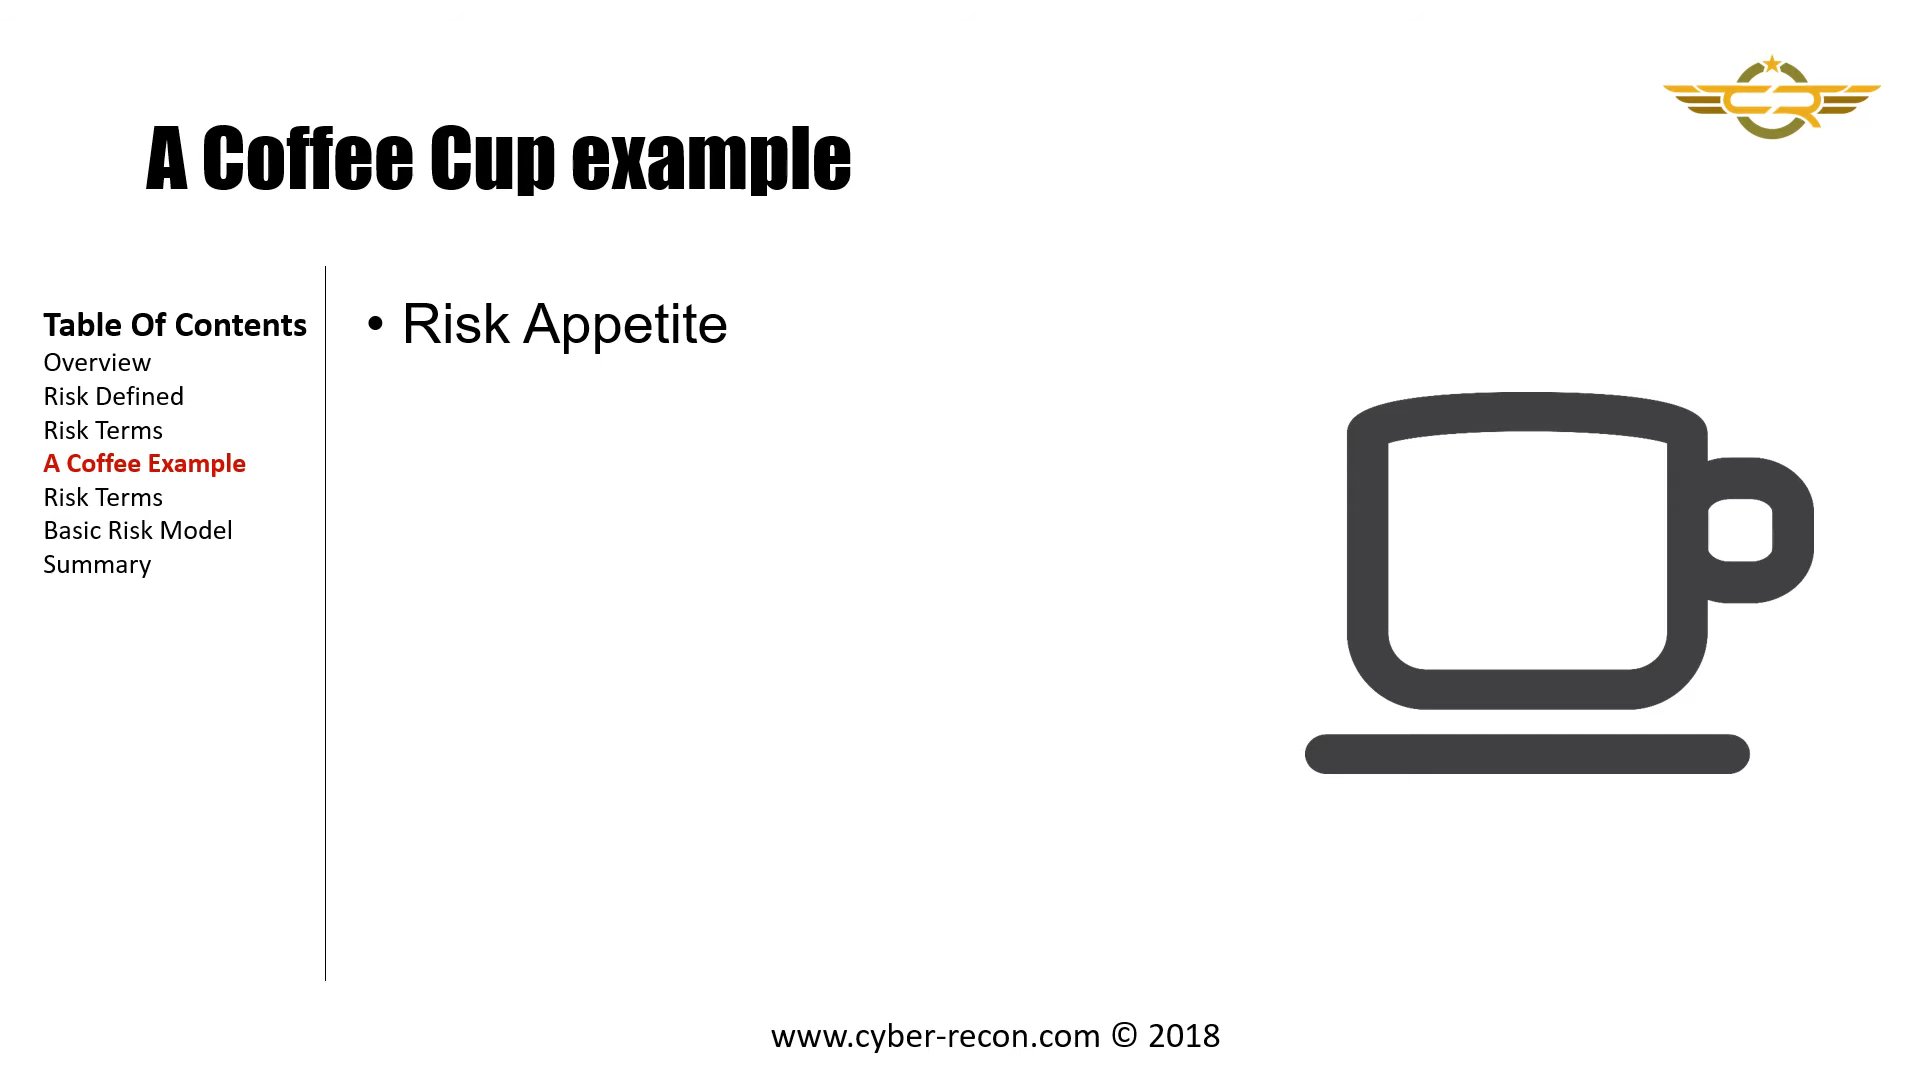 CR
A Coffee Cup example
Table Of Contents
Overview
Risk Defined
Risk Terms
A Coffee Example
Risk Terms
Basic Risk Model
Summary
• Risk Appetite
www.cyber-recon.com © 2018